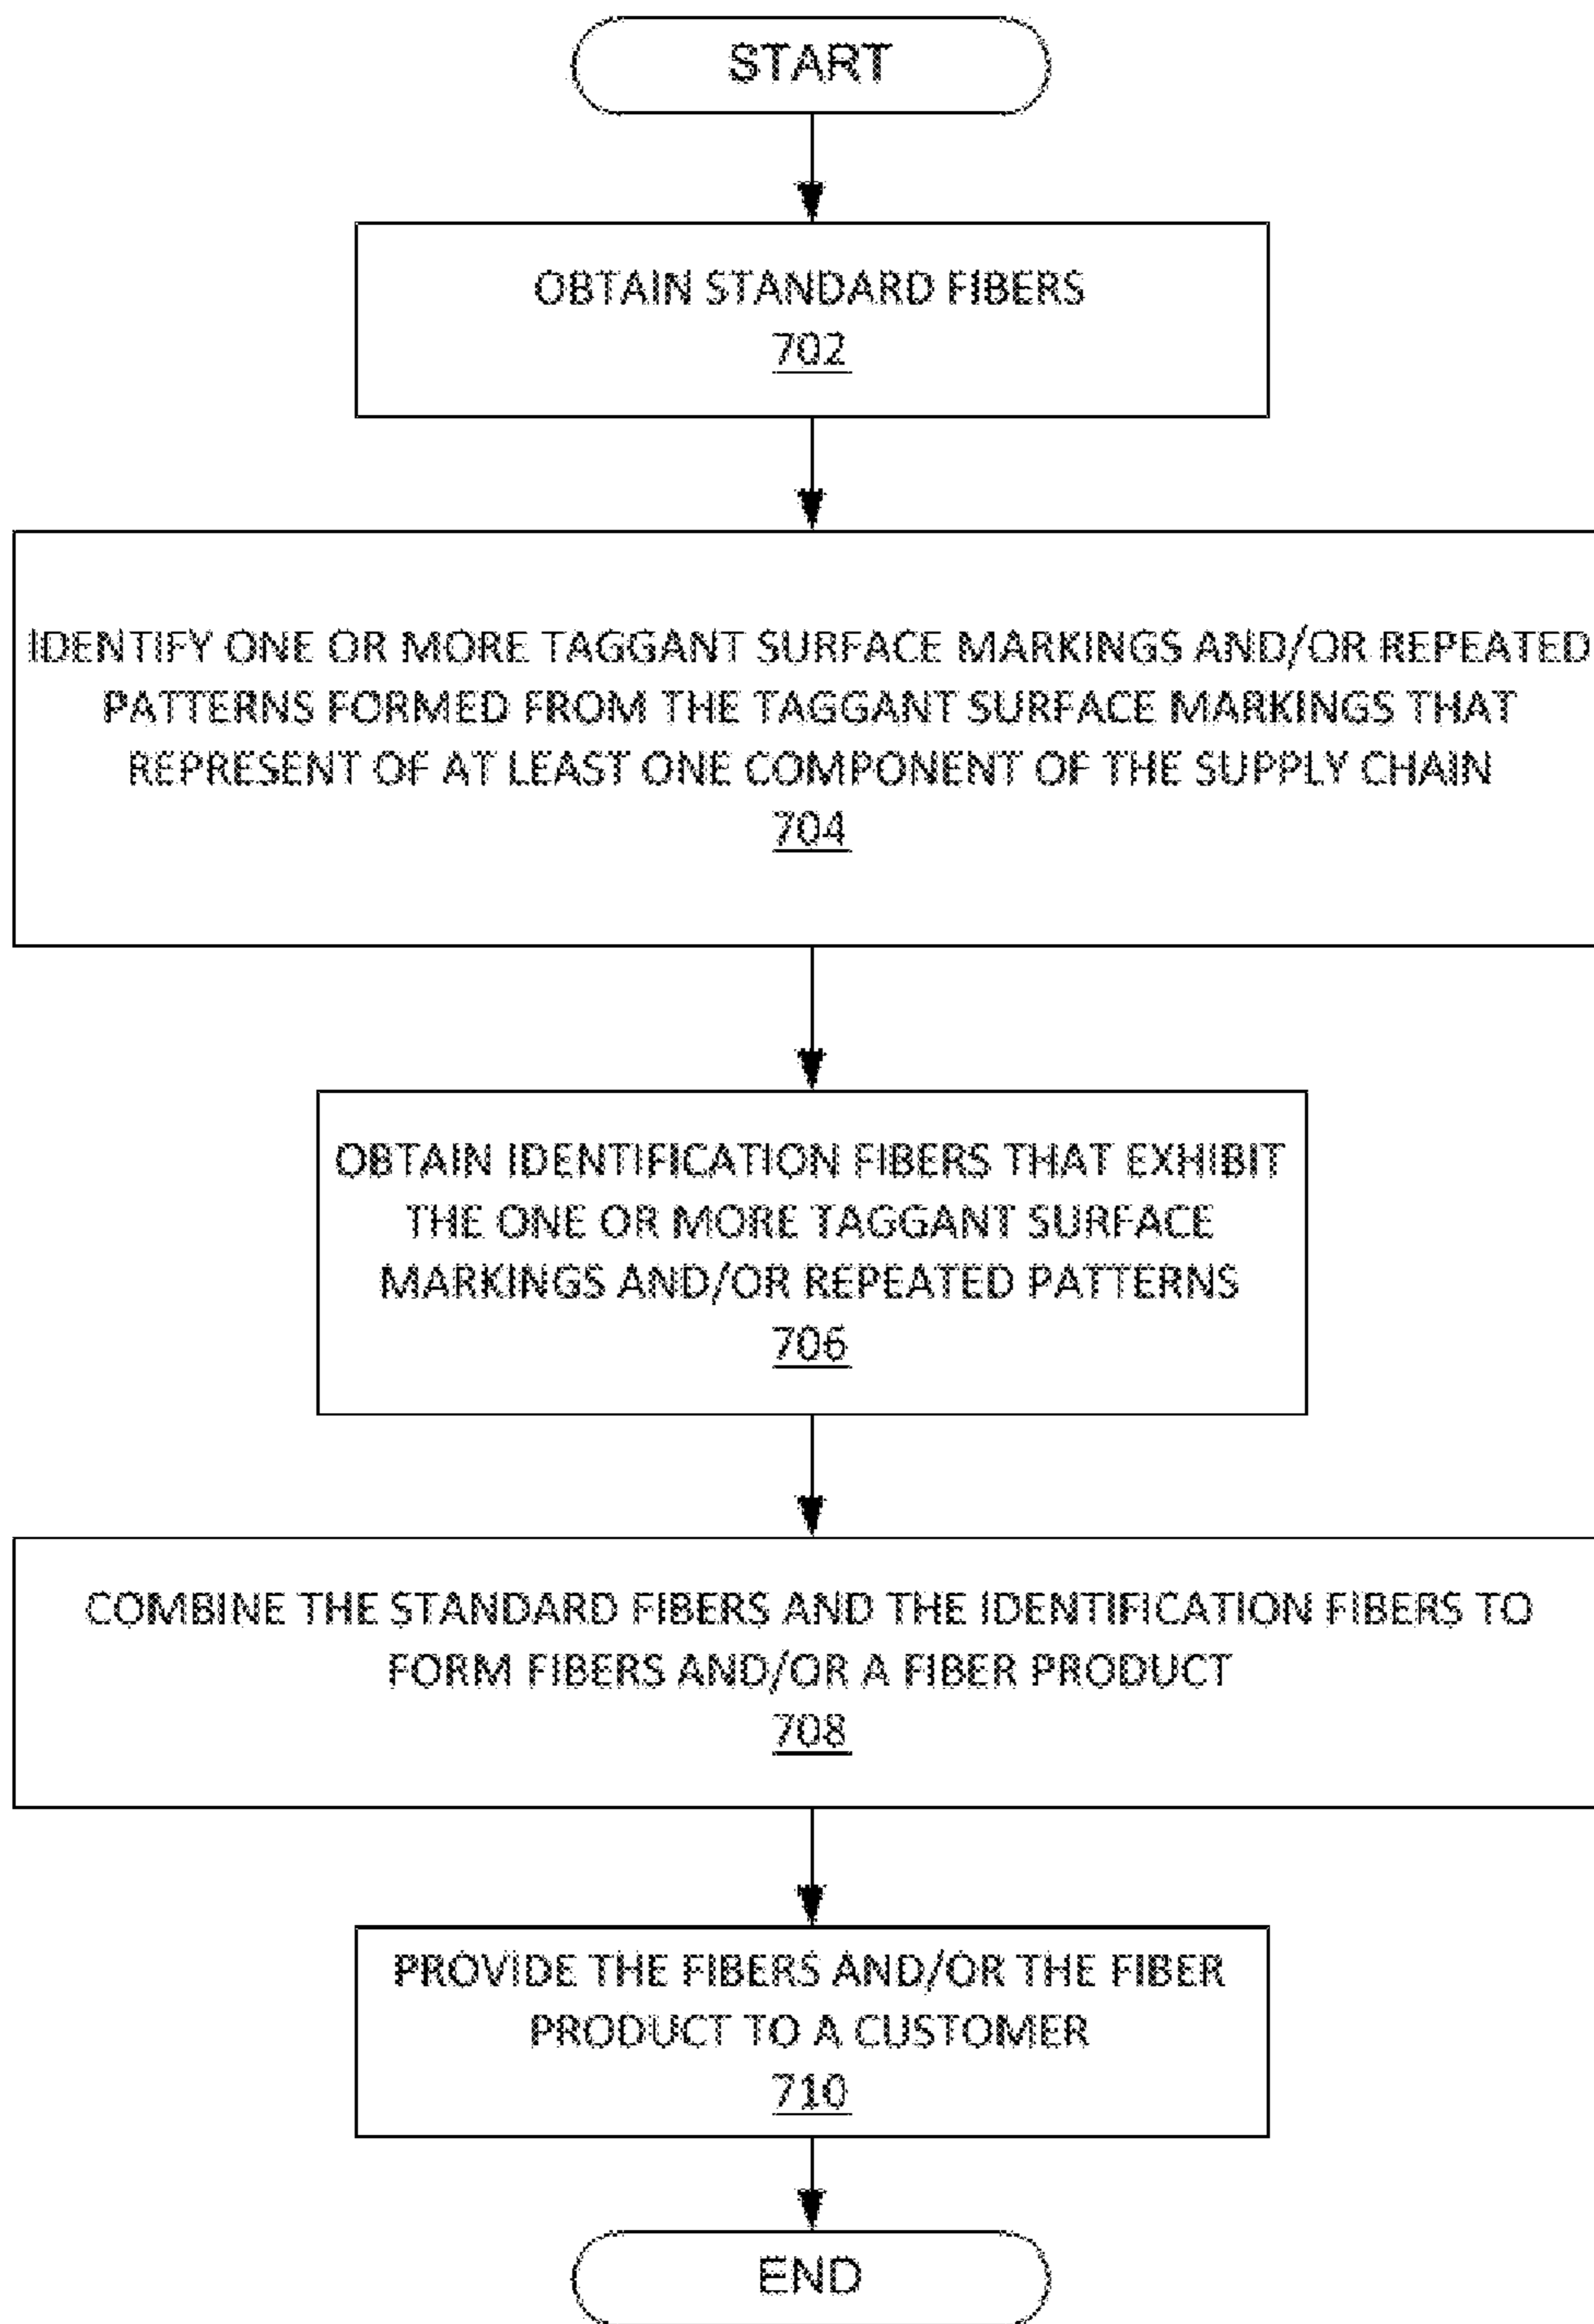 START
OBTAIN STANDARD FIBERS
702
IDENTIFY ONE OR MORE TAGGANT SURFACE MARKINGS AND/OR REPEATED
PATTERNS FORMED FROM THE TAGGANT SURFACE MARKINGS THAT
REPRESENT OF AT LEAST ONE COMPONENT OF THE SUPPLY CHAIN
704
OBTAIN IDENTIFICATION FIBERS THAT EXHIBIT
THE ONE OR MORE TAGGANT SURFACE
MARKINGS AND/OR REPEATED PATTERNS
706
COMBINE THE STANDARD FIBERS AND THE IDENTIFICATION FIBERS TO
FORM FIBERS AND/OR A FIBER PRODUCT
708
PROVIDE THE FIBERS AND/OR THE FIBER
PRODUCT TO A CUSTOMER
710
END